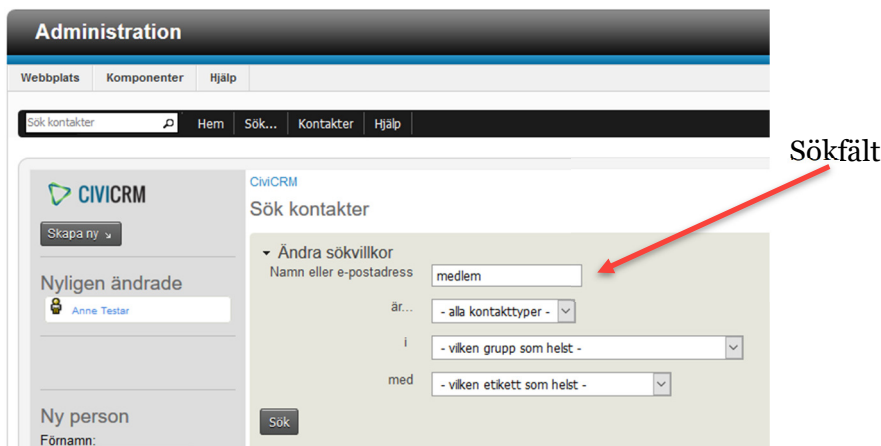 Administration
Webbplats Komponenter Hjälp
Sök kontakter Hem Sök... Kontakter Hjälp
Sökfält
CIVICRM
Skapa ny
Nyligen ändrade
Anne Testar
Ny person
Förnamn:
CiviCRM
Sök kontakter
Ändra sökvillkor
Namn eller e-postadress medlem
är... - alla kontakttyper -
i - vilken grupp som helst -
med - vilken etikett som helst -
Sök